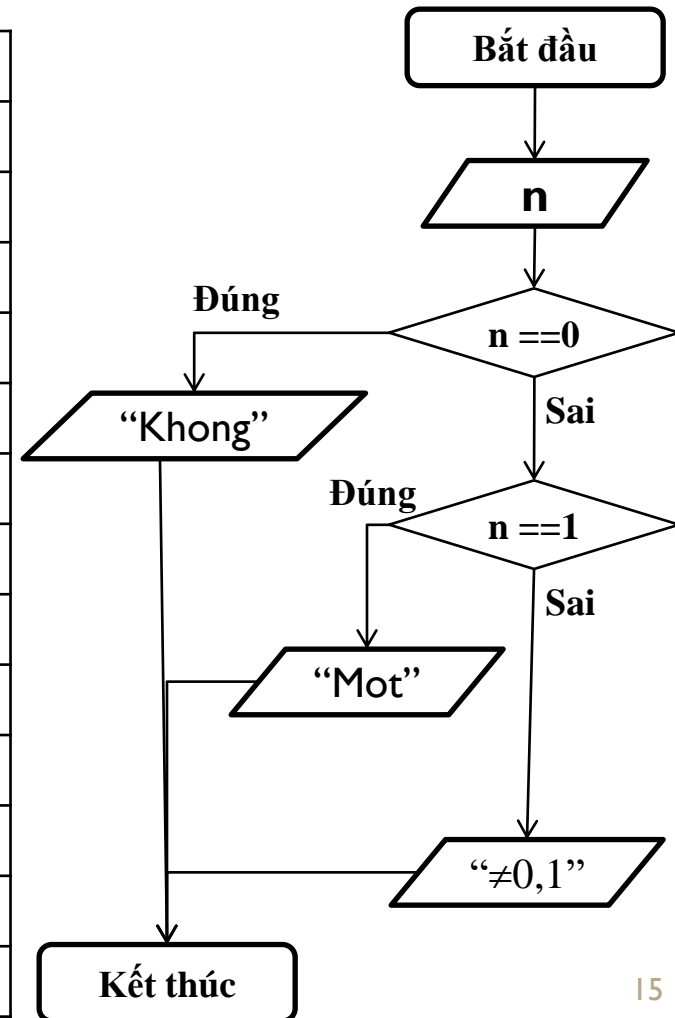 Bắt đầu
n
Đúng
n ==0
“Khong”
Sai
Đúng
n ==1
Sai
“Mot”
“≠0,1”
Kết thúc
15